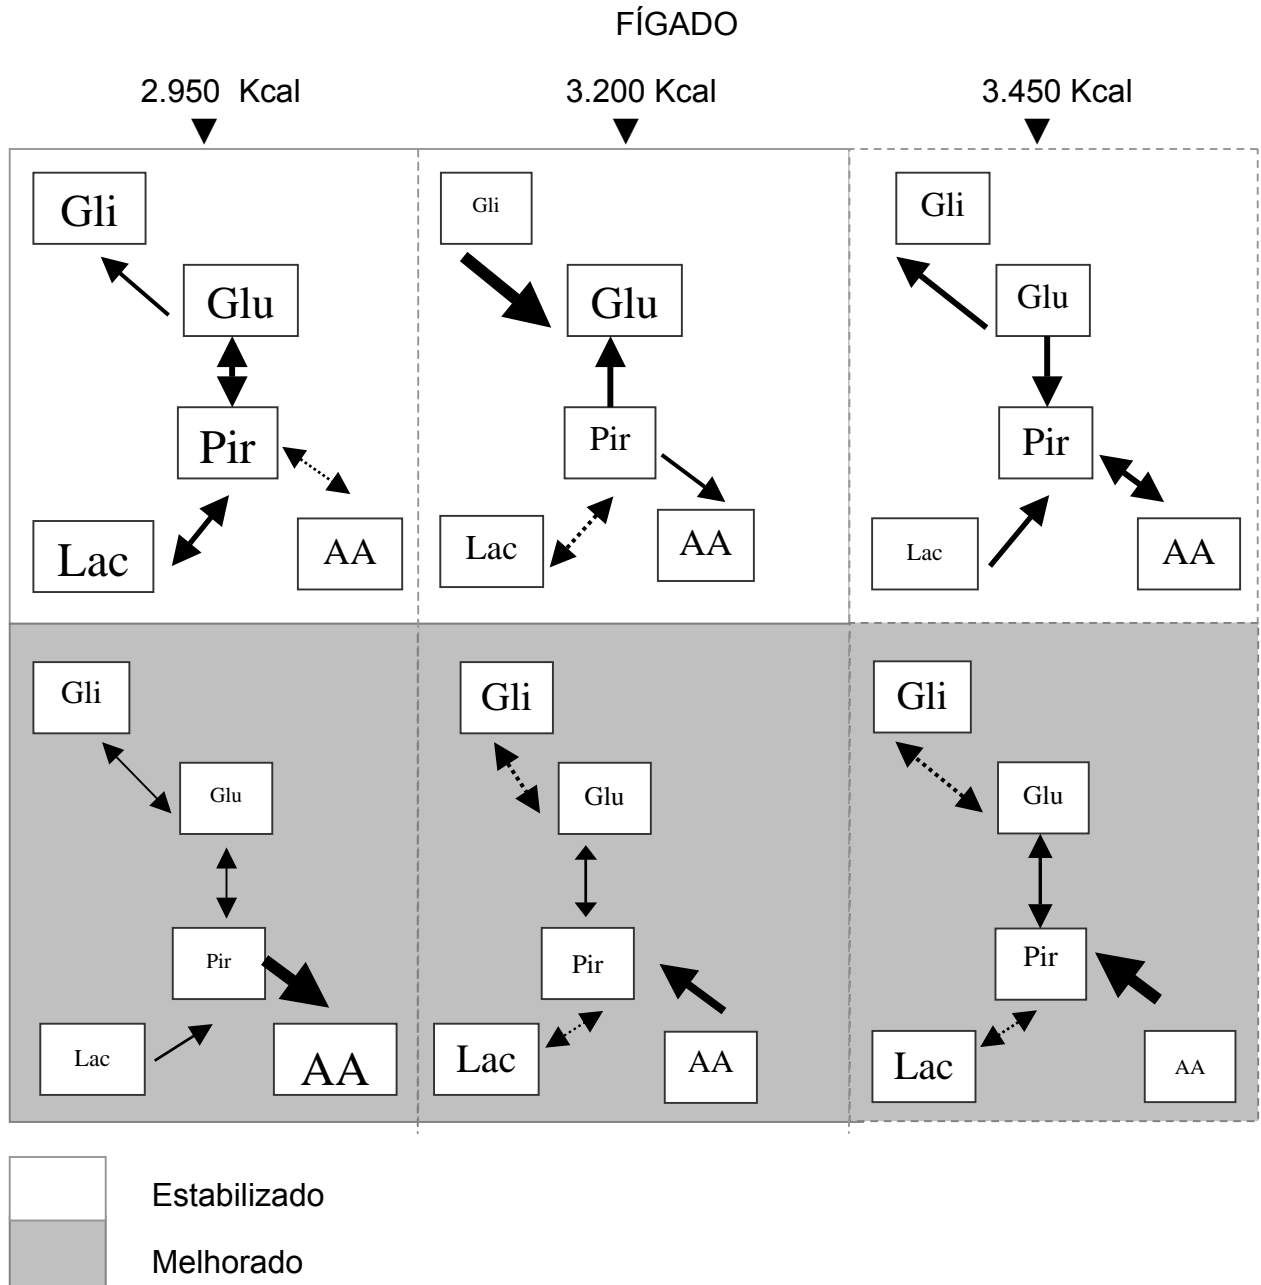 FÍGADO
2.950 Kcal
3.200 Kcal
3.450 Kcal
Gli
Glu
Pir
Lac
AA
Gli
Glu
Pir
Lac
AA
Gli
Glu
Pir
Lac
AA
Gli
Glu
Pir
Lac
AA
Gli
Glu
Pir
Lac
AA
Gli
Glu
Pir
Lac
AA
Estabilizado
Melhorado